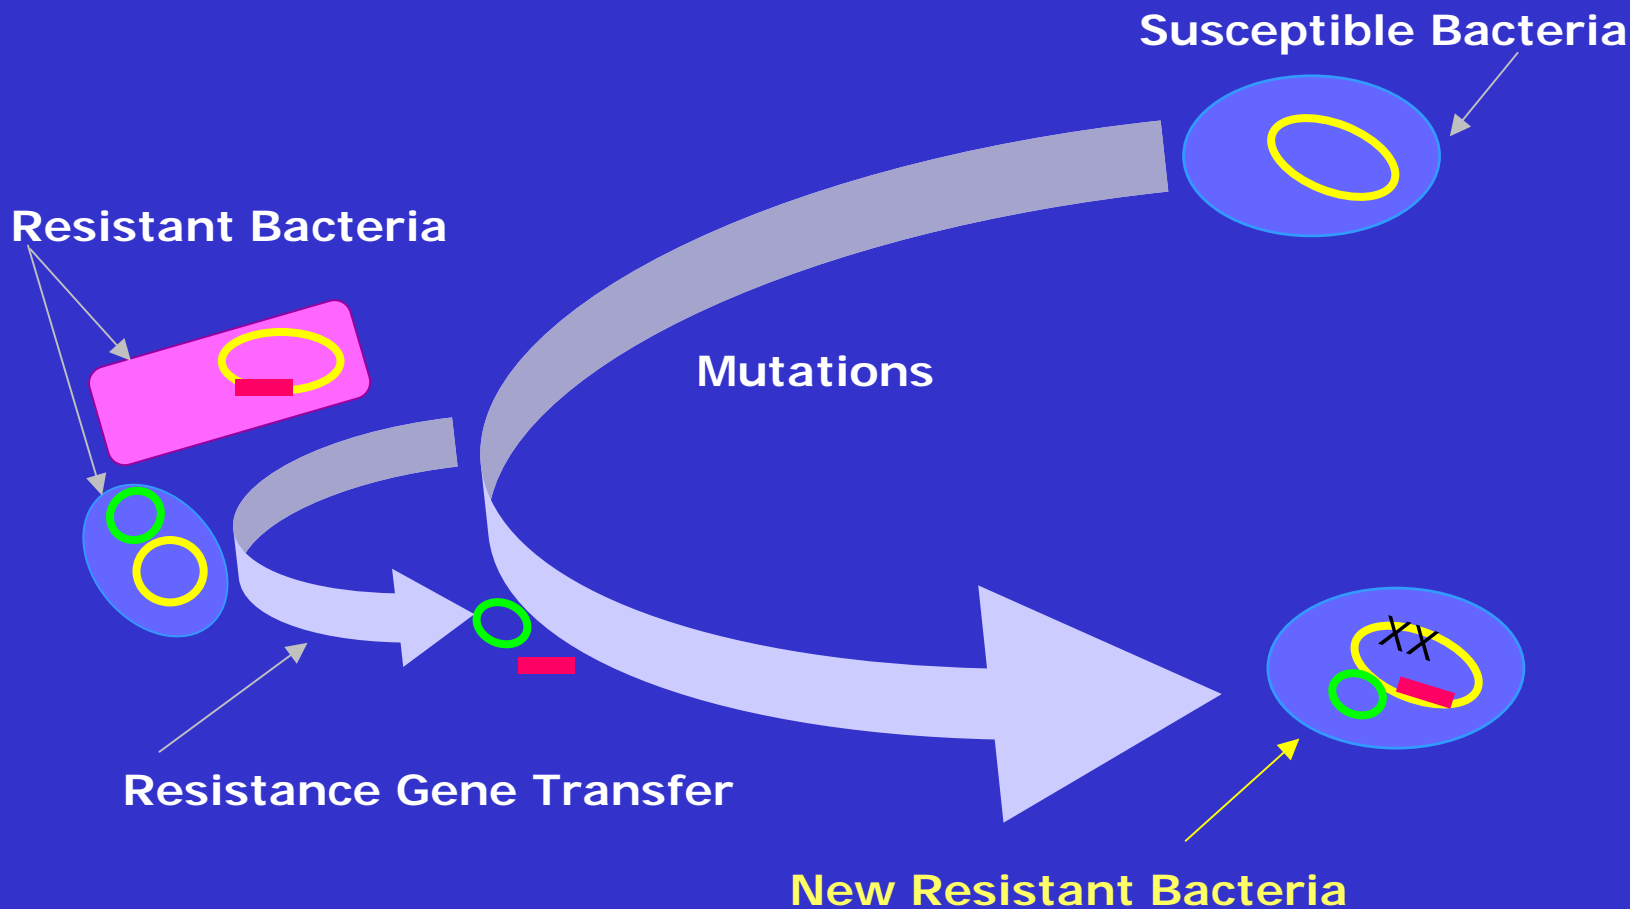 Susceptible Bacteria
Resistant Bacteria
Mutations
XX
Resistance Gene Transfer
New Resistant Bacteria